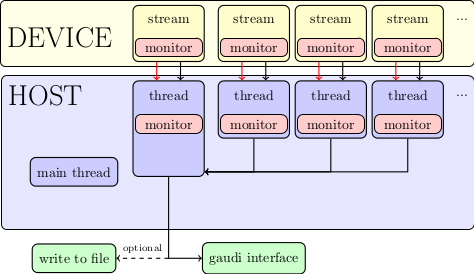 DEVICE
stream stream stream stream ...
monitor monitor monitor monitor
HOST
thread thread thread thread ...
monitor monitor monitor monitor
main thread
optional
write to file gaudi interface